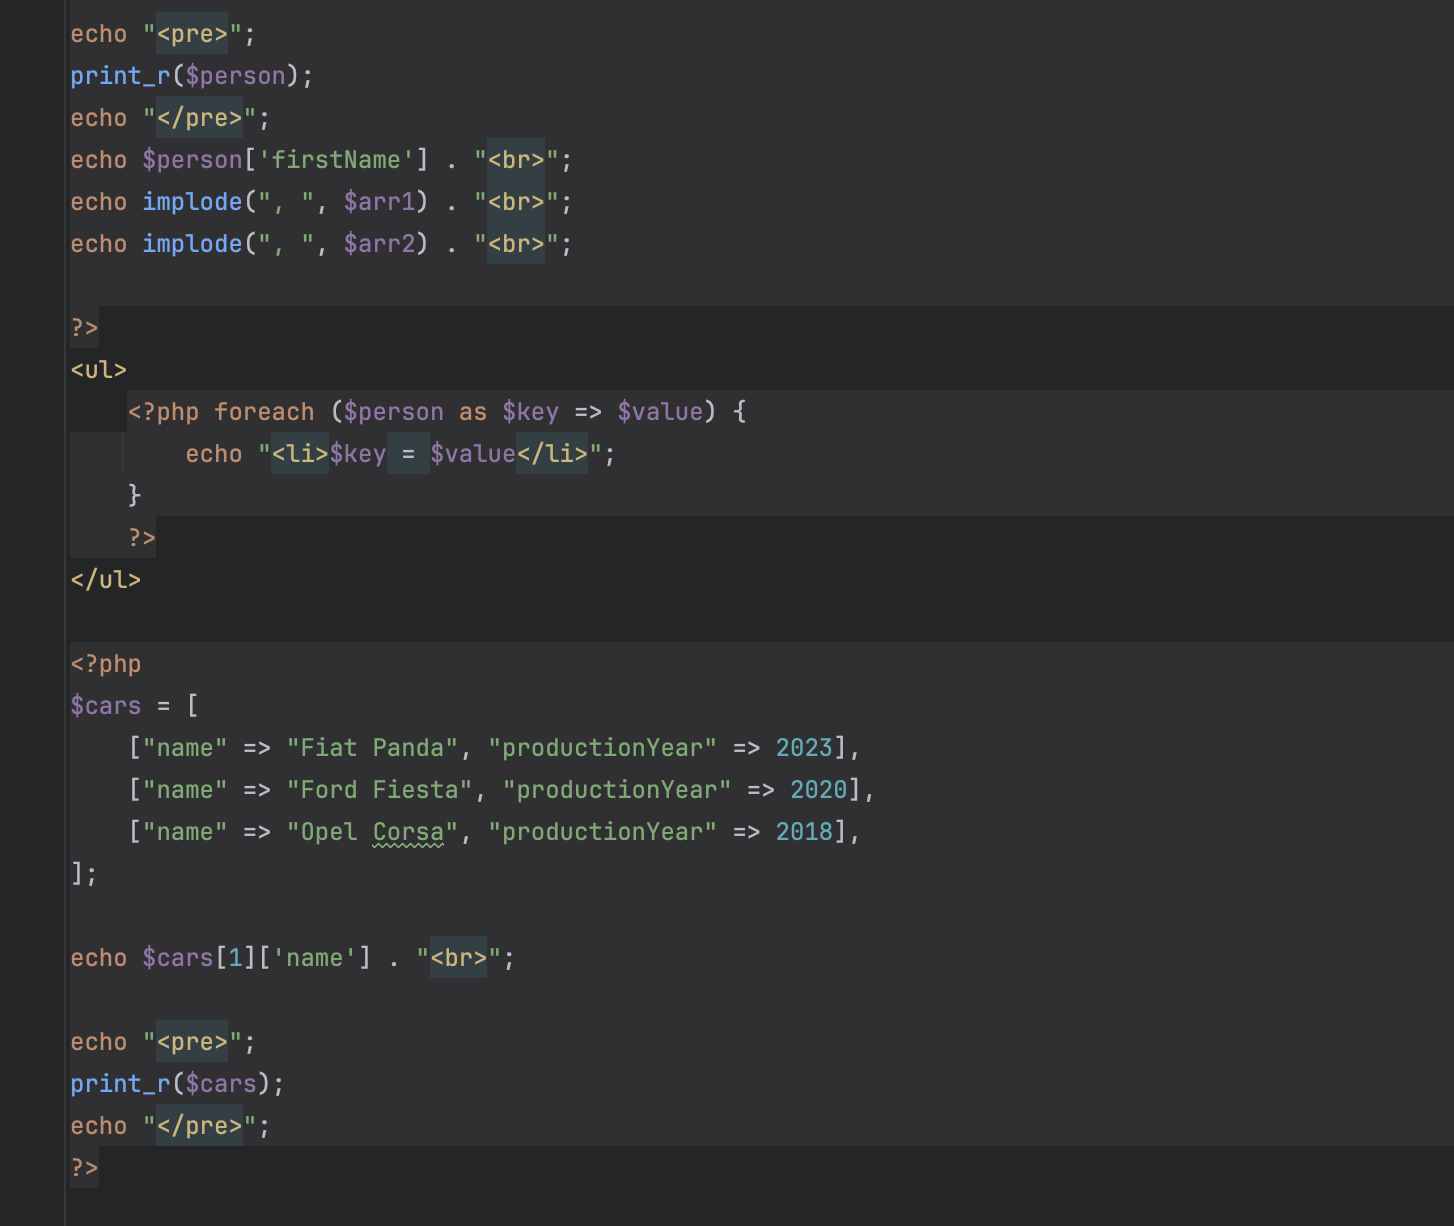 echo "<pre>";
print_r($person);
echo "</pre>";
echo $person['firstName'] . "<br>";
echo implode(", ", $arr1) . "<br>";
echo implode(", ", $arr2) . "<br>";
?>
<ul>
    <?php foreach ($person as $key => $value) {
        echo "<li>$key = $value</li>";
    }
    ?>
</ul>
<?php
$cars = [
    ["name" => "Fiat Panda", "productionYear" => 2023],
    ["name" => "Ford Fiesta", "productionYear" => 2020],
    ["name" => "Opel Corsa", "productionYear" => 2018],
];
echo $cars[1]['name'] . "<br>";
echo "<pre>";
print_r($cars);
echo "</pre>";
?>